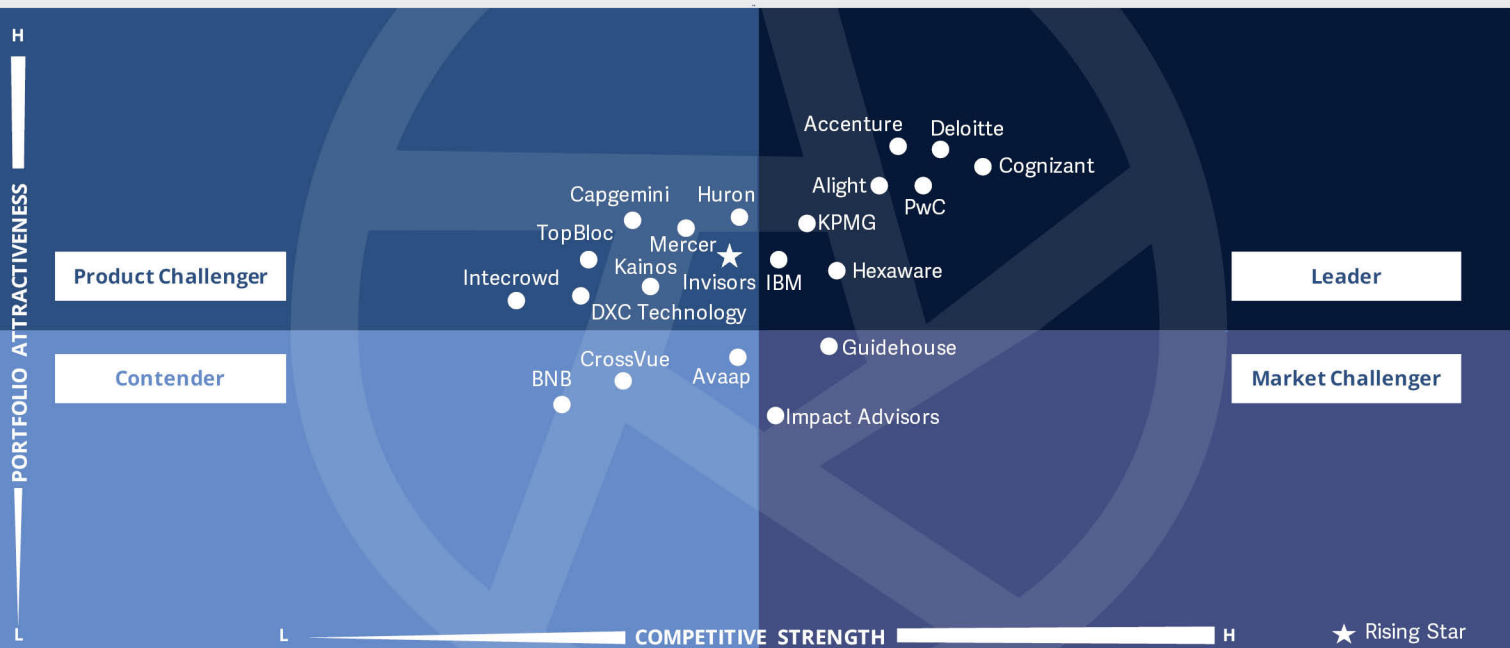 H
Accenture
Deloitte
Cognizant
Alight
PwC
Capgemini
Huron
KPMG
TopBloc
Mercer
Kainos
Invisors
IBM
Hexaware
Intecrowd
DXC Technology
Product Challenger
Leader
PORTFOLIO ATTRACTIVENESS
Contender
Market Challenger
Guidehouse
CrossVue
BNB
Avaap
Impact Advisors
L
L
COMPETITIVE STRENGTH
H
Rising Star